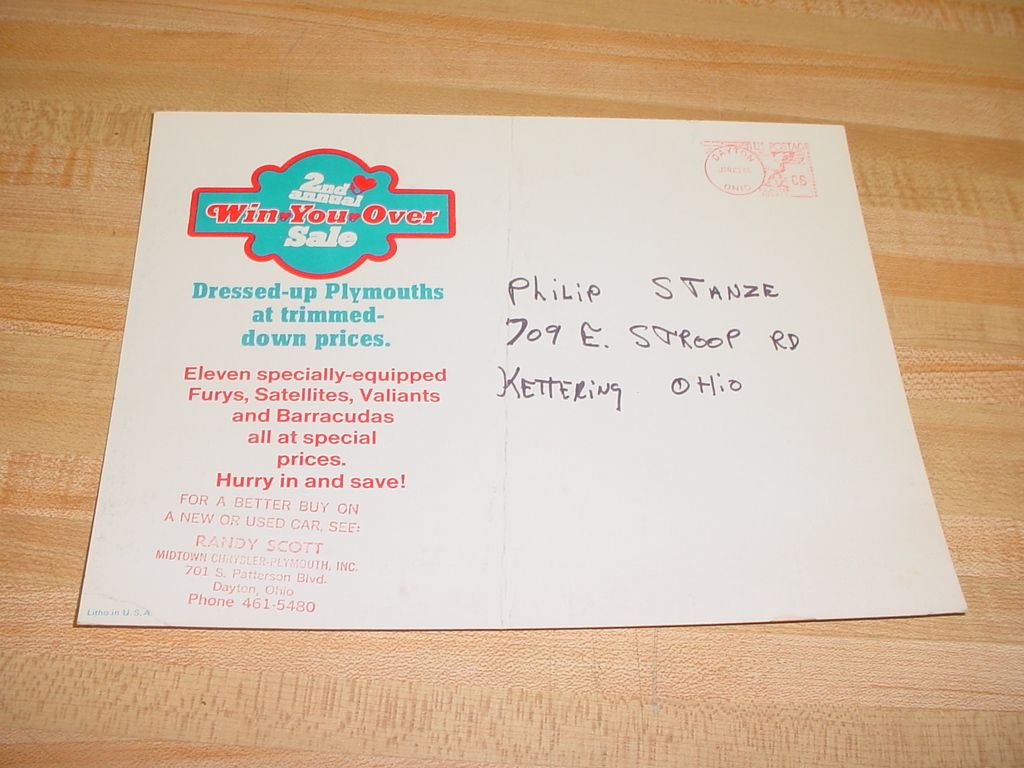 2nd
annual
Win You Over
Sale
Dressed-up Plymouths
at trimmed-
down prices.
Eleven specially-equipped
Furys, Satellites, Valiants
and Barracudas
all at special
prices.
Hurry in and save!
FOR A BETTER BUY ON
A NEW OR USED CAR, SEE:
RANDY SCOTT
MIDTOWN CHRYSLER-PLYMOUTH, INC.
701 S. Patterson Blvd.
Dayton, Ohio
Phone 461-5480
Litho in U.S.A.
DAYTON
OHIO
POSTAGE
Philip STANZE
709 E. STROOP RD
KETTERING OHio